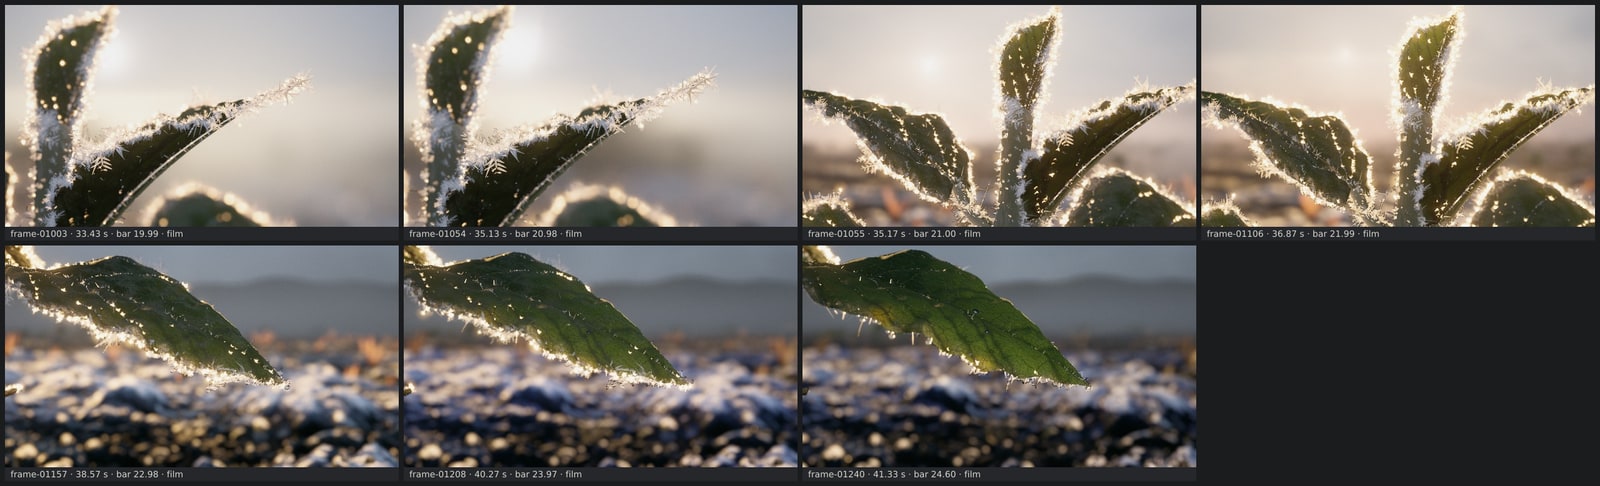 frame-01003 · 33.43 s · bar 19.99 · film
frame-01054 · 35.13 s · bar 20.98 · film
frame-01055 · 35.17 s · bar 21.00 · film
frame-01106 · 36.87 s · bar 21.99 · film
frame-01157 · 38.57 s · bar 22.98 · film
frame-01208 · 40.27 s · bar 23.97 · film
frame-01240 · 41.33 s · bar 24.60 · film